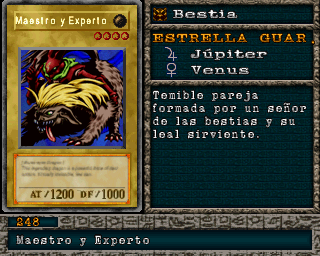 Maestro y Experto
AT/1200 DF/1000
Bestia
ESTRELLA GUAR.
Júpiter
Venus
Temible pareja
formada por un señor
de las bestias y su
leal sirviente.
248
Maestro y Experto